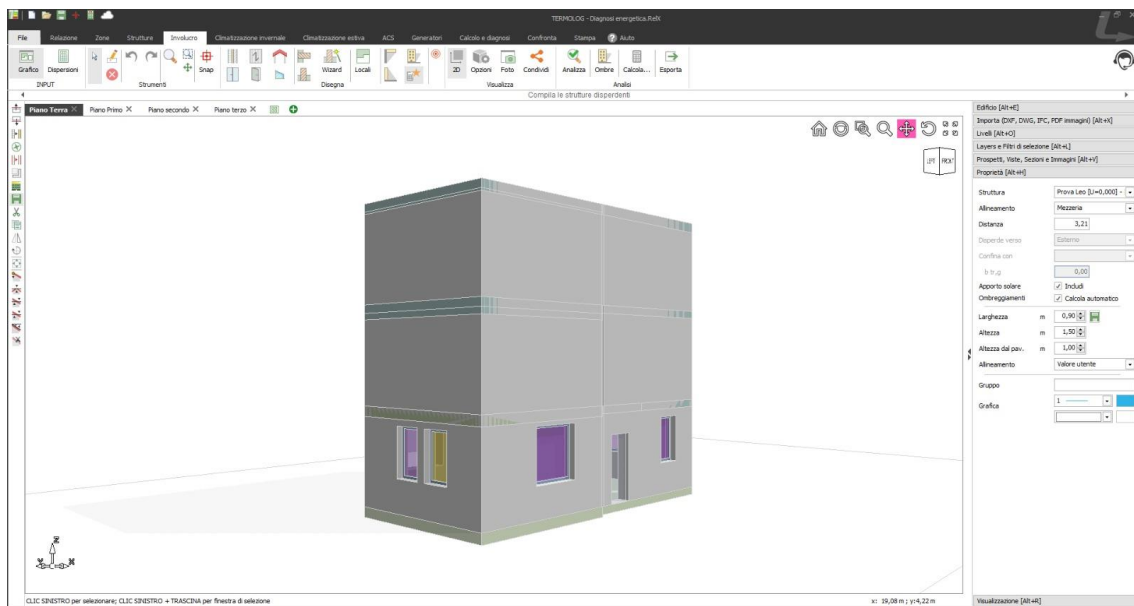 TERMOLOG - Diagnosi energetica.RelX
File Relazione Zone Strutture Involucro Climatizzazione invernale Climatizzazione estiva ACS Generatori Calcolo e diagnosi Confronta Stampa Aiuto
Grafico Dispersioni Snap Wizard Locali 2D Opzioni Foto Condividi Analizza Ombre Calcola... Esporta
INPUT Strumenti Disegna Visualizza Analisi
Compila le strutture disperdenti
Piano Terra Piano Primo Piano secondo Piano terzo
LEFT FRONT
Edificio [Alt+E]
Importa (DXF, DWG, IFC, PDF immagini) [Alt+X]
Livelli [Alt+O]
Layers e Filtri di selezione [Alt+L]
Prospetti, Viste, Sezioni e Immagini [Alt+V]
Proprietà [Alt+H]
Struttura Prova Leo [U=0,000] -
Allineamento Mezzeria
Distanza 3,21
Disperde verso Esterno
Confina con
b tr,g 0,00
Apporto solare Includi
Ombreggiamenti Calcola automatico
Larghezza m 0,90
Altezza m 1,50
Altezza dal pav. m 1,00
Allineamento Valore utente
Gruppo
Grafica 1
CLIC SINISTRO per selezionare; CLIC SINISTRO + TRASCINA per finestra di selezione
x: 19,08 m ; y:4,22 m
Visualizzazione [Alt+R]